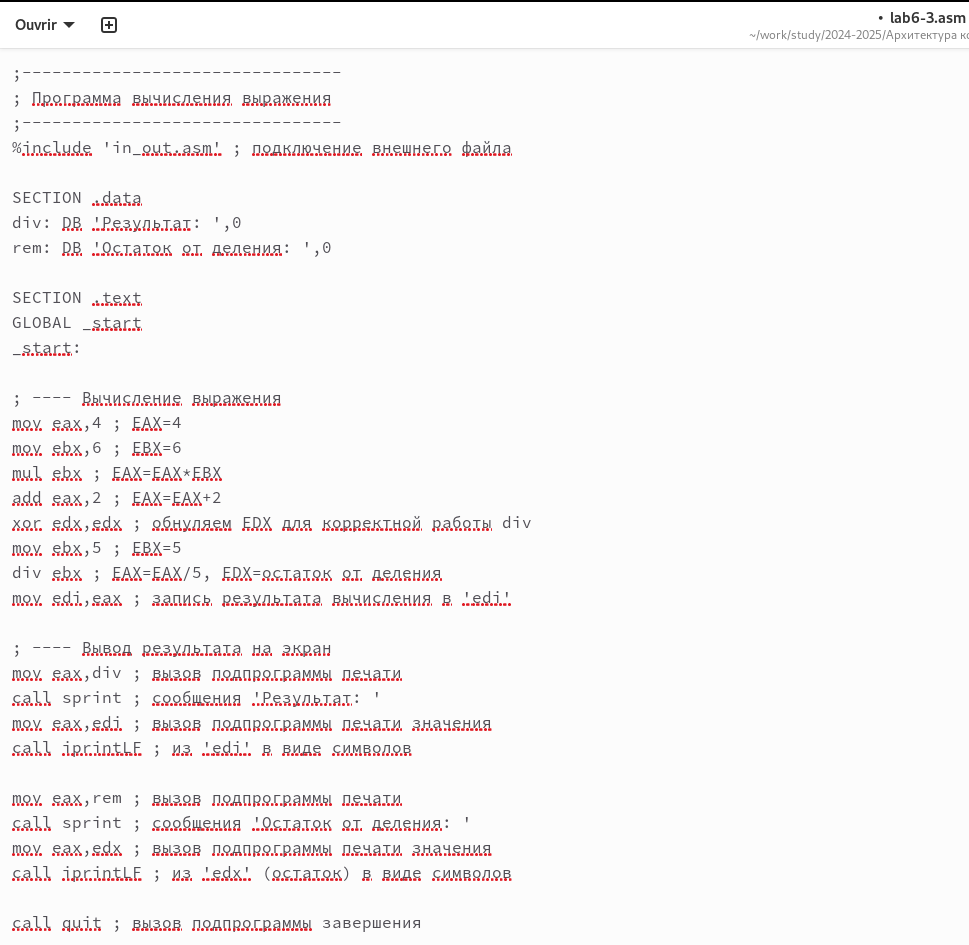 Ouvrir
• lab6-3.asm
~/work/study/2024-2025/Архитектура
;--------------------------------
; Программа вычисления выражения
;--------------------------------
%include 'in_out.asm' ; подключение внешнего файла
SECTION .data
div: DB 'Результат: ',0
rem: DB 'Остаток от деления: ',0
SECTION .text
GLOBAL _start
_start:
; ---- Вычисление выражения
mov eax,4 ; EAX=4
mov ebx,6 ; EBX=6
mul ebx ; EAX=EAX*EBX
add eax,2 ; EAX=EAX+2
xor edx,edx ; обнуляем EDX для корректной работы div
mov ebx,5 ; EBX=5
div ebx ; EAX=EAX/5, EDX=остаток от деления
mov edi,eax ; запись результата вычисления в 'edi'
; ---- Вывод результата на экран
mov eax,div ; вызов подпрограммы печати
call sprint ; сообщения 'Результат: '
mov eax,edi ; вызов подпрограммы печати значения
call iprintLF ; из 'edi' в виде символов
mov eax,rem ; вызов подпрограммы печати
call sprint ; сообщения 'Остаток от деления: '
mov eax,edx ; вызов подпрограммы печати значения
call iprintLF ; из 'edx' (остаток) в виде символов
call quit ; вызов подпрограммы завершения